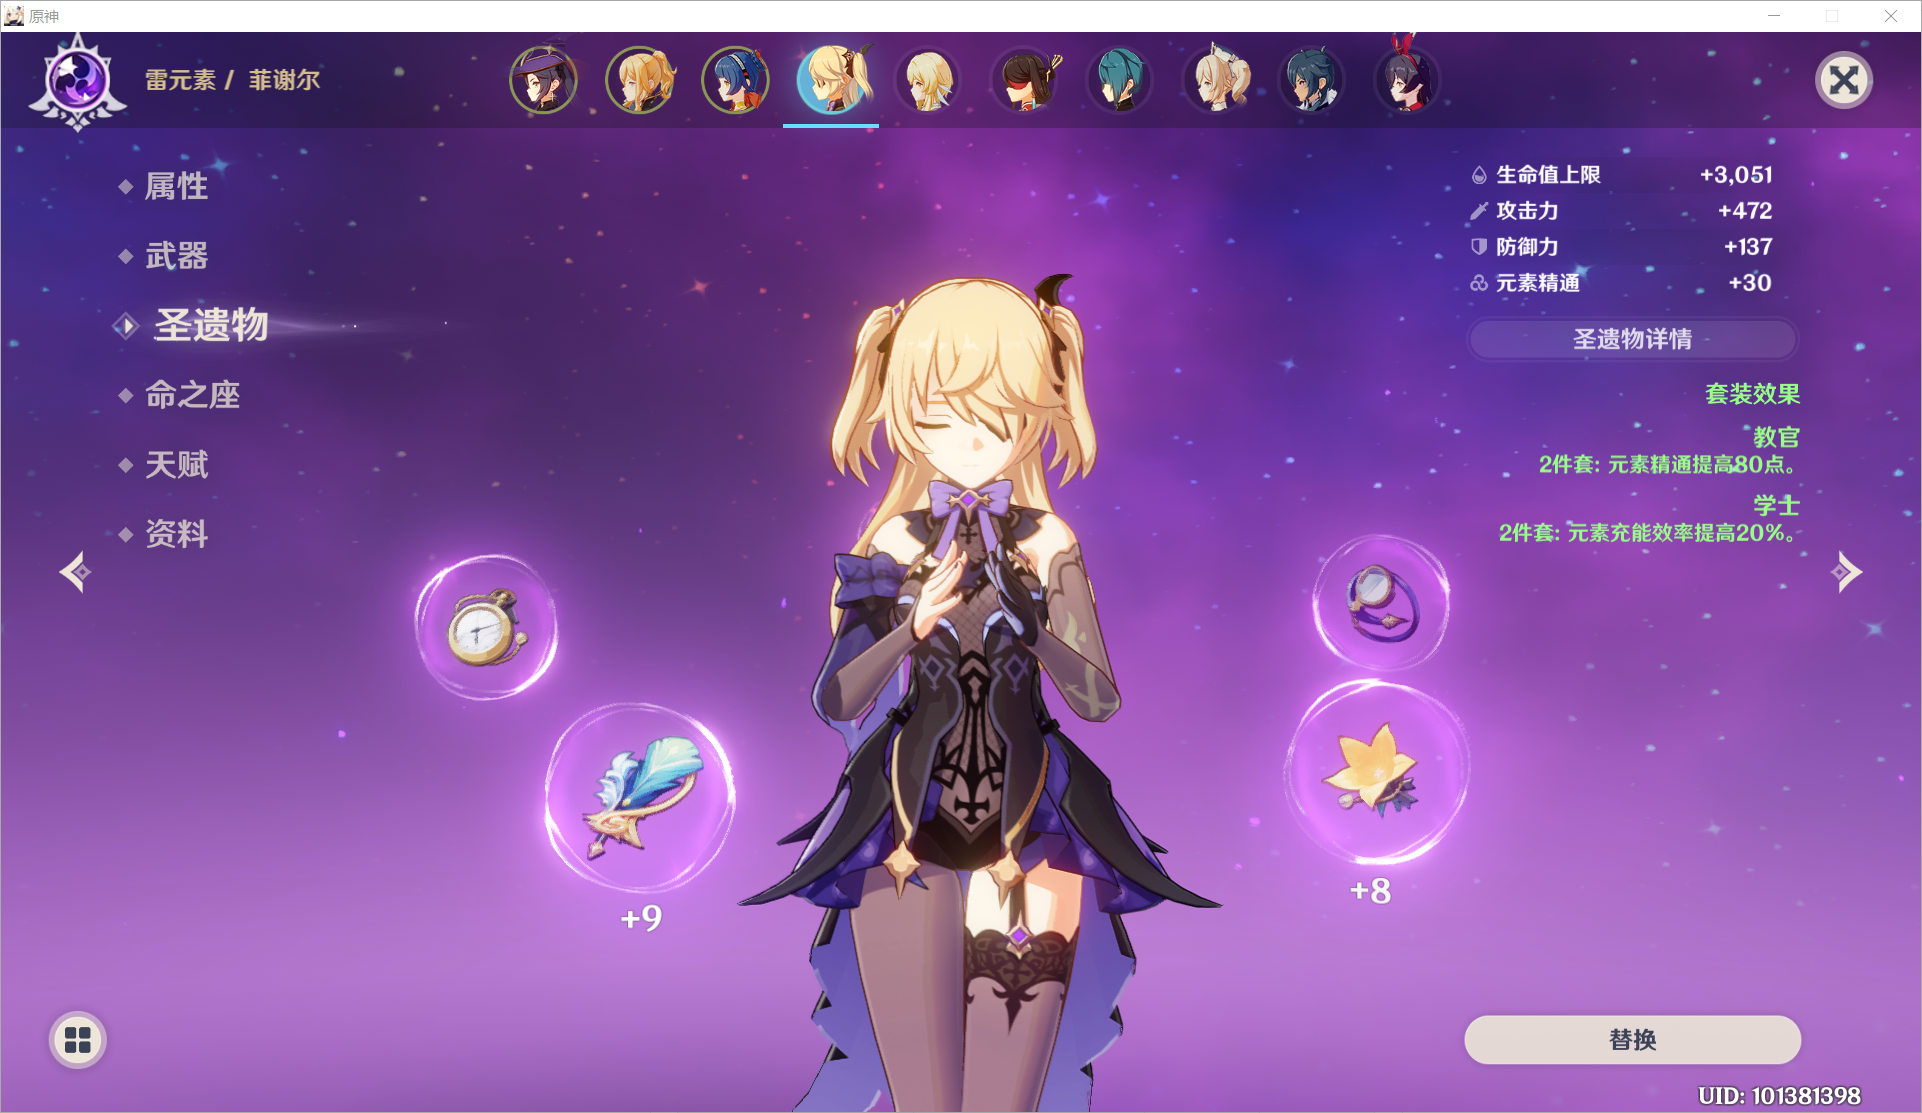 原神
雷元素 / 菲谢尔
属性
武器
圣遗物
命之座
天赋
资料
生命值上限 +3,051
攻击力 +472
防御力 +137
元素精通 +30
圣遗物详情
套装效果
教官
2件套: 元素精通提高80点。
学士
2件套: 元素充能效率提高20%。
+9
+8
替换
UID: 101381398